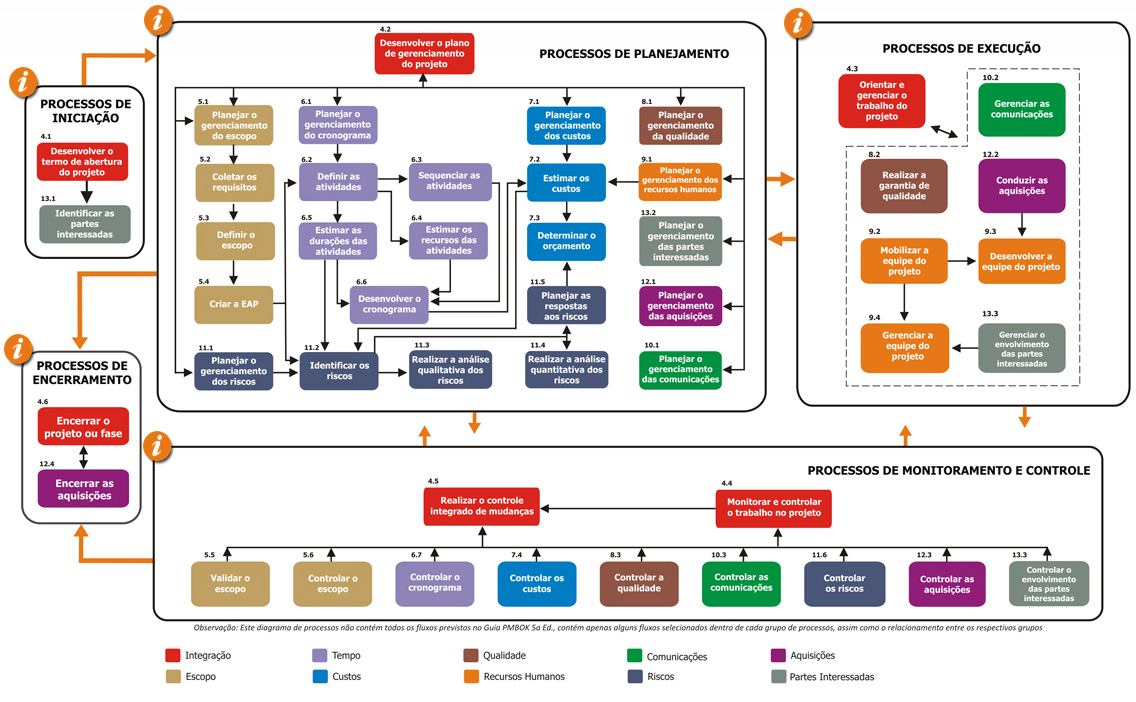 PROCESSOS DE
INICIAÇÃO
4.1
Desenvolver o
termo de abertura
do projeto
13.1
Identificar as
partes
interessadas
PROCESSOS DE PLANEJAMENTO
4.2
Desenvolver o plano
de gerenciamento
do projeto
5.1
Planejar o
gerenciamento
do escopo
6.1
Planejar o
gerenciamento
do cronograma
7.1
Planejar o
gerenciamento
dos custos
8.1
Planejar o
gerenciamento
da qualidade
5.2
Coletar os
requisitos
6.2
Definir as
atividades
6.3
Sequenciar as
atividades
7.2
Estimar os
custos
9.1
Planejar o
gerenciamento dos
recursos humanos
5.3
Definir o
escopo
6.5
Estimar as
durações das
atividades
6.4
Estimar os
recursos das
atividades
7.3
Determinar o
orçamento
13.2
Planejar o
gerenciamento
das partes
interessadas
5.4
Criar a EAP
6.6
Desenvolver o
cronograma
11.5
Planejar as
respostas
aos riscos
12.1
Planejar o
gerenciamento
das aquisições
11.1
Planejar o
gerenciamento
dos riscos
11.2
Identificar os
riscos
11.3
Realizar a análise
qualitativa dos
riscos
11.4
Realizar a análise
quantitativa dos
riscos
10.1
Planejar o
gerenciamento
das comunicações
PROCESSOS DE EXECUÇÃO
4.3
Orientar e
gerenciar o
trabalho do
projeto
10.2
Gerenciar as
comunicações
8.2
Realizar a
garantia de
qualidade
12.2
Conduzir as
aquisições
9.2
Mobilizar a
equipe do
projeto
9.3
Desenvolver a
equipe do projeto
9.4
Gerenciar a
equipe do
projeto
13.3
Gerenciar o
envolvimento
das partes
interessadas
PROCESSOS DE
ENCERRAMENTO
4.6
Encerrar o
projeto ou fase
12.4
Encerrar as
aquisições
PROCESSOS DE MONITORAMENTO E CONTROLE
4.5
Realizar o controle
integrado de mudanças
4.4
Monitorar e controlar
o trabalho no projeto
5.5
Validar o
escopo
5.6
Controlar o
escopo
6.7
Controlar o
cronograma
7.4
Controlar os
custos
8.3
Controlar a
qualidade
10.3
Controlar as
comunicações
11.6
Controlar
os riscos
12.3
Controlar as
aquisições
13.3
Controlar o
envolvimento
das partes
interessadas
Observação: Este diagrama de processos não contém todos os fluxos previstos no Guia PMBOK 5a Ed., contém apenas alguns fluxos selecionados dentro de cada grupo de processos, assim como o relacionamento entre os respectivos grupos
Integração
Tempo
Qualidade
Comunicações
Aquisições
Escopo
Custos
Recursos Humanos
Riscos
Partes Interessadas
i
i
i
i
i